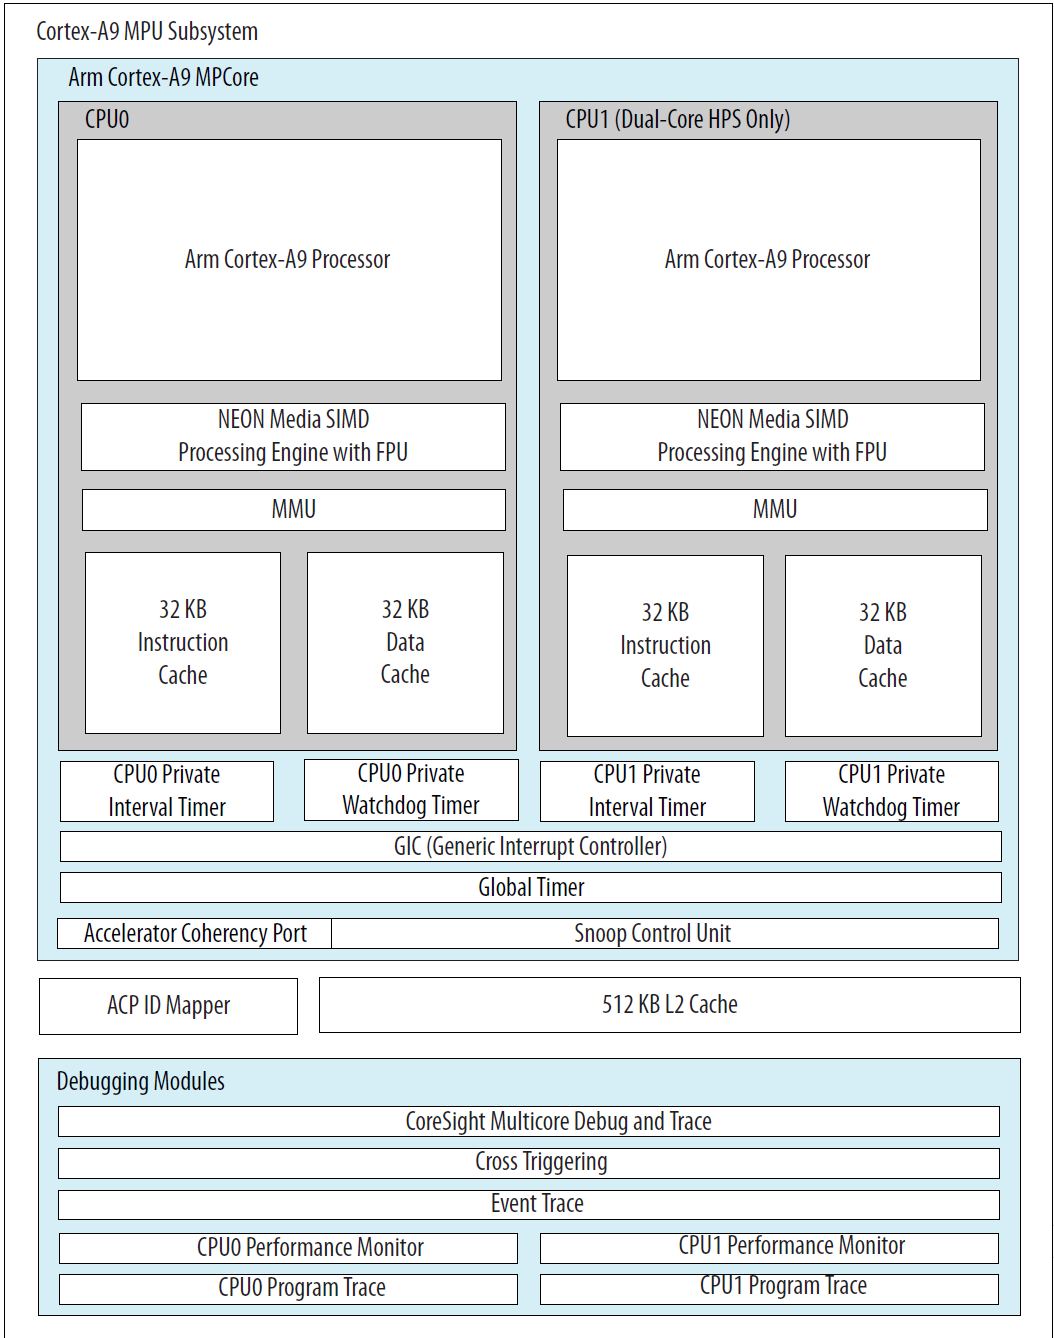 Cortex-A9 MPU Subsystem
Arm Cortex-A9 MPCore
CPU0
Arm Cortex-A9 Processor
NEON Media SIMD
Processing Engine with FPU
MMU
32 KB
Instruction
Cache
32 KB
Data
Cache
CPU1 (Dual-Core HPS Only)
Arm Cortex-A9 Processor
NEON Media SIMD
Processing Engine with FPU
MMU
32 KB
Instruction
Cache
32 KB
Data
Cache
CPU0 Private
Interval Timer
CPU0 Private
Watchdog Timer
CPU1 Private
Interval Timer
CPU1 Private
Watchdog Timer
GIC (Generic Interrupt Controller)
Global Timer
Accelerator Coherency Port
Snoop Control Unit
ACP ID Mapper
512 KB L2 Cache
Debugging Modules
CoreSight Multicore Debug and Trace
Cross Triggering
Event Trace
CPU0 Performance Monitor
CPU1 Performance Monitor
CPU0 Program Trace
CPU1 Program Trace